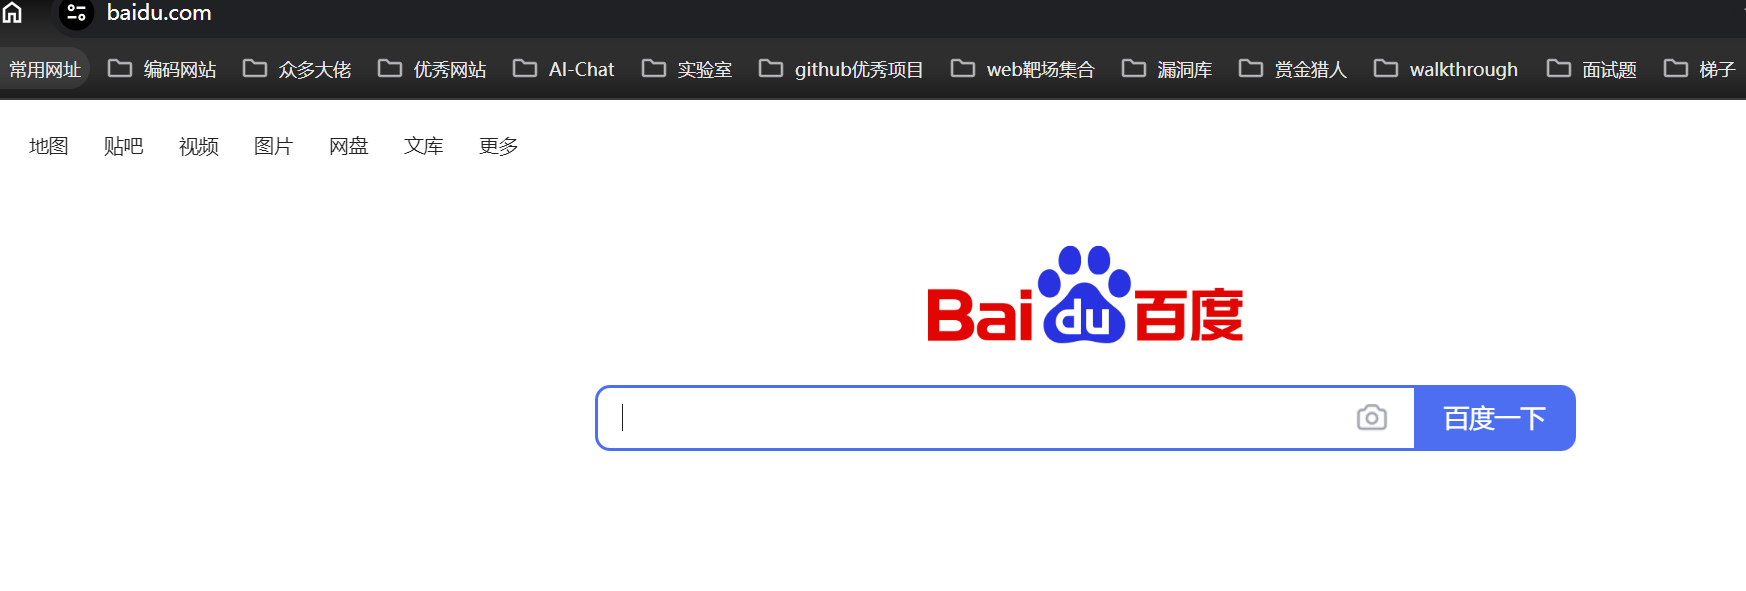 baidu.com
常用网址 编码网站 众多大佬 优秀网站 AI-Chat 实验室 github优秀项目 web靶场集合 漏洞库 赏金猎人 walkthrough 面试题 梯子
地图 贴吧 视频 图片 网盘 文库 更多
Bai du 百度
百度一下